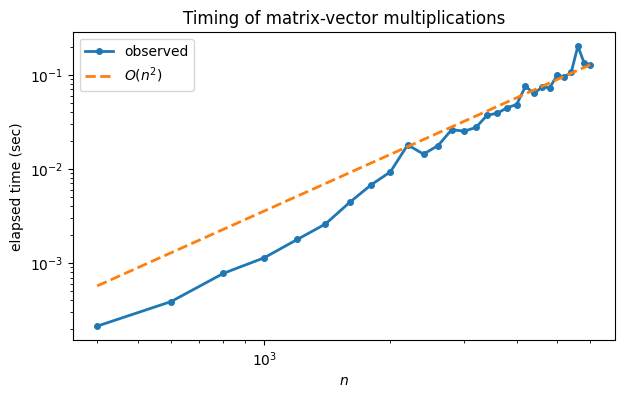 Timing of matrix-vector multiplications
observed
O(n²)
elapsed time (sec)
10⁻¹
10⁻²
10⁻³
10³
n